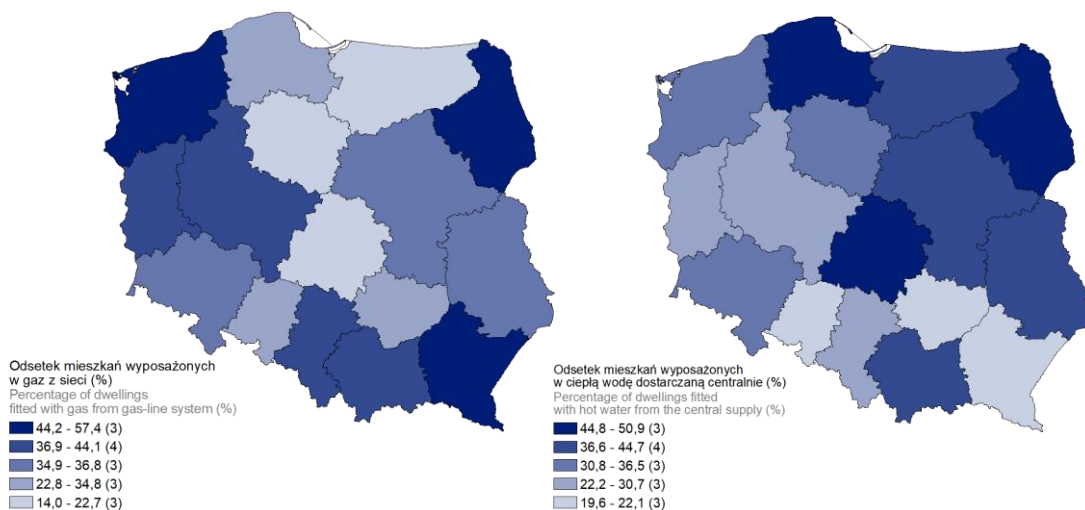 Odsetek mieszkań wyposażonych
w gaz z sieci (%)
Percentage of dwellings
fitted with gas from gas-line system (%)
44,2 - 57,4 (3)
36,9 - 44,1 (4)
34,9 - 36,8 (3)
22,8 - 34,8 (3)
14,0 - 22,7 (3)
Odsetek mieszkań wyposażonych
w ciepłą wodę dostarczaną centralnie (%)
Percentage of dwellings fitted
with hot water from the central supply (%)
44,8 - 50,9 (3)
36,6 - 44,7 (4)
30,8 - 36,5 (3)
22,2 - 30,7 (3)
19,6 - 22,1 (3)